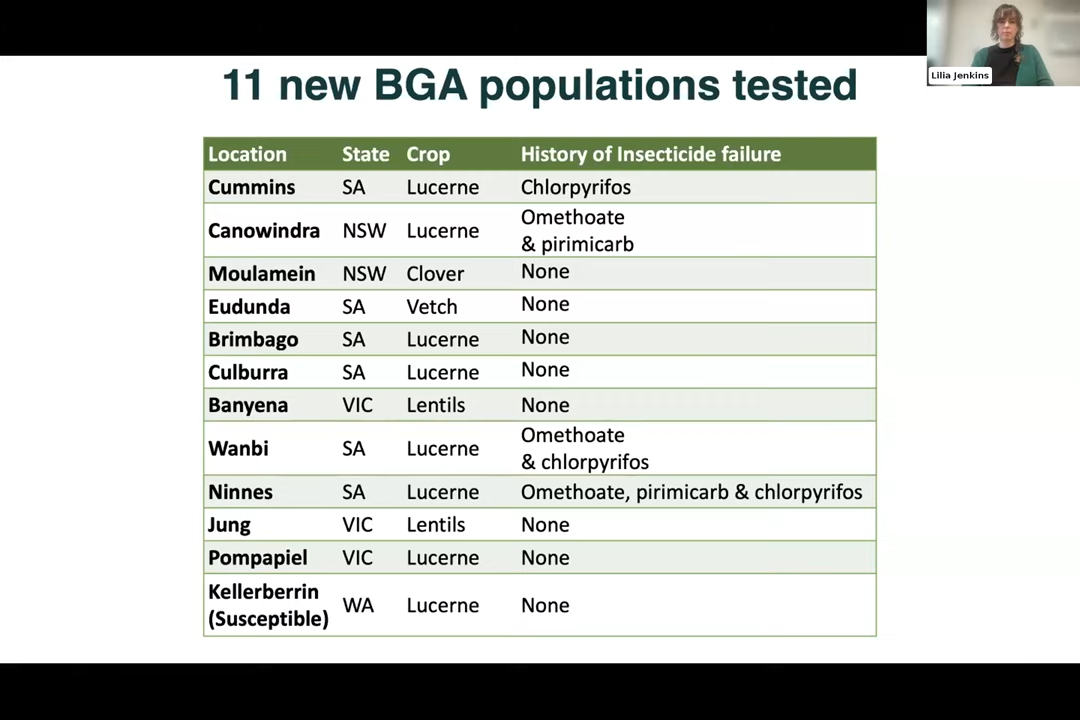 Lilia Jenkins
11 new BGA populations tested
Location State Crop History of Insecticide failure
Cummins SA Lucerne Chlorpyrifos
Canowindra NSW Lucerne Omethoate
& pirimicarb
Moulamein NSW Clover None
Eudunda SA Vetch None
Brimbago SA Lucerne None
Culburra SA Lucerne None
Banyena VIC Lentils None
Wanbi SA Lucerne Omethoate
& chlorpyrifos
Ninnes SA Lucerne Omethoate, pirimicarb & chlorpyrifos
Jung VIC Lentils None
Pompapiel VIC Lucerne None
Kellerberrin
(Susceptible) WA Lucerne None